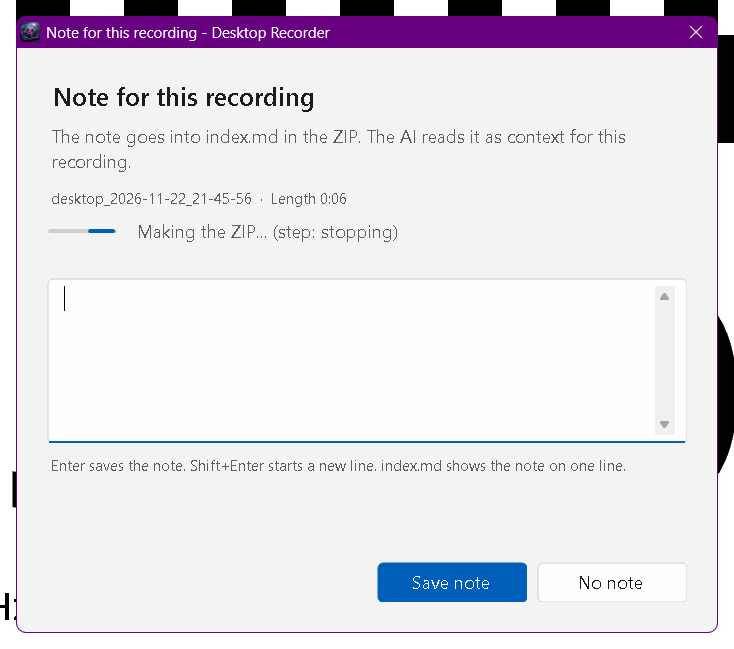 Note for this recording - Desktop Recorder
Note for this recording
The note goes into index.md in the ZIP. The AI reads it as context for this
recording.
desktop_2026-11-22_21-45-56 · Length 0:06
Making the ZIP... (step: stopping)
Enter saves the note. Shift+Enter starts a new line. index.md shows the note on one line.
Save note
No note